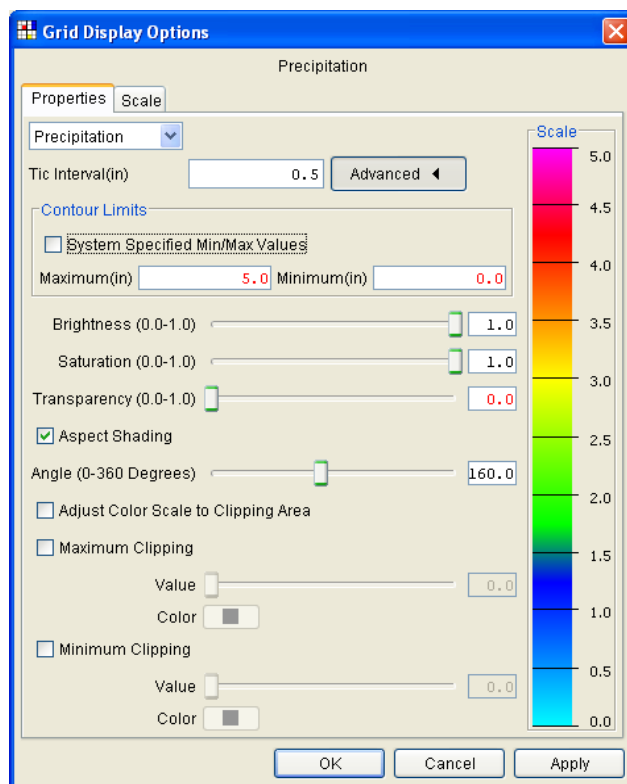 Grid Display Options
Precipitation
Properties Scale
Precipitation
Tic Interval(in) 0.5 Advanced
Contour Limits
System Specified Min/Max Values
Maximum(in) 5.0 Minimum(in) 0.0
Brightness (0.0-1.0) 1.0
Saturation (0.0-1.0) 1.0
Transparency (0.0-1.0) 0.0
Aspect Shading
Angle (0-360 Degrees) 160.0
Adjust Color Scale to Clipping Area
Maximum Clipping
Value 0.0
Color
Minimum Clipping
Value 0.0
Color
Scale
5.0
4.5
4.0
3.5
3.0
2.5
2.0
1.5
1.0
0.5
0.0
OK Cancel Apply